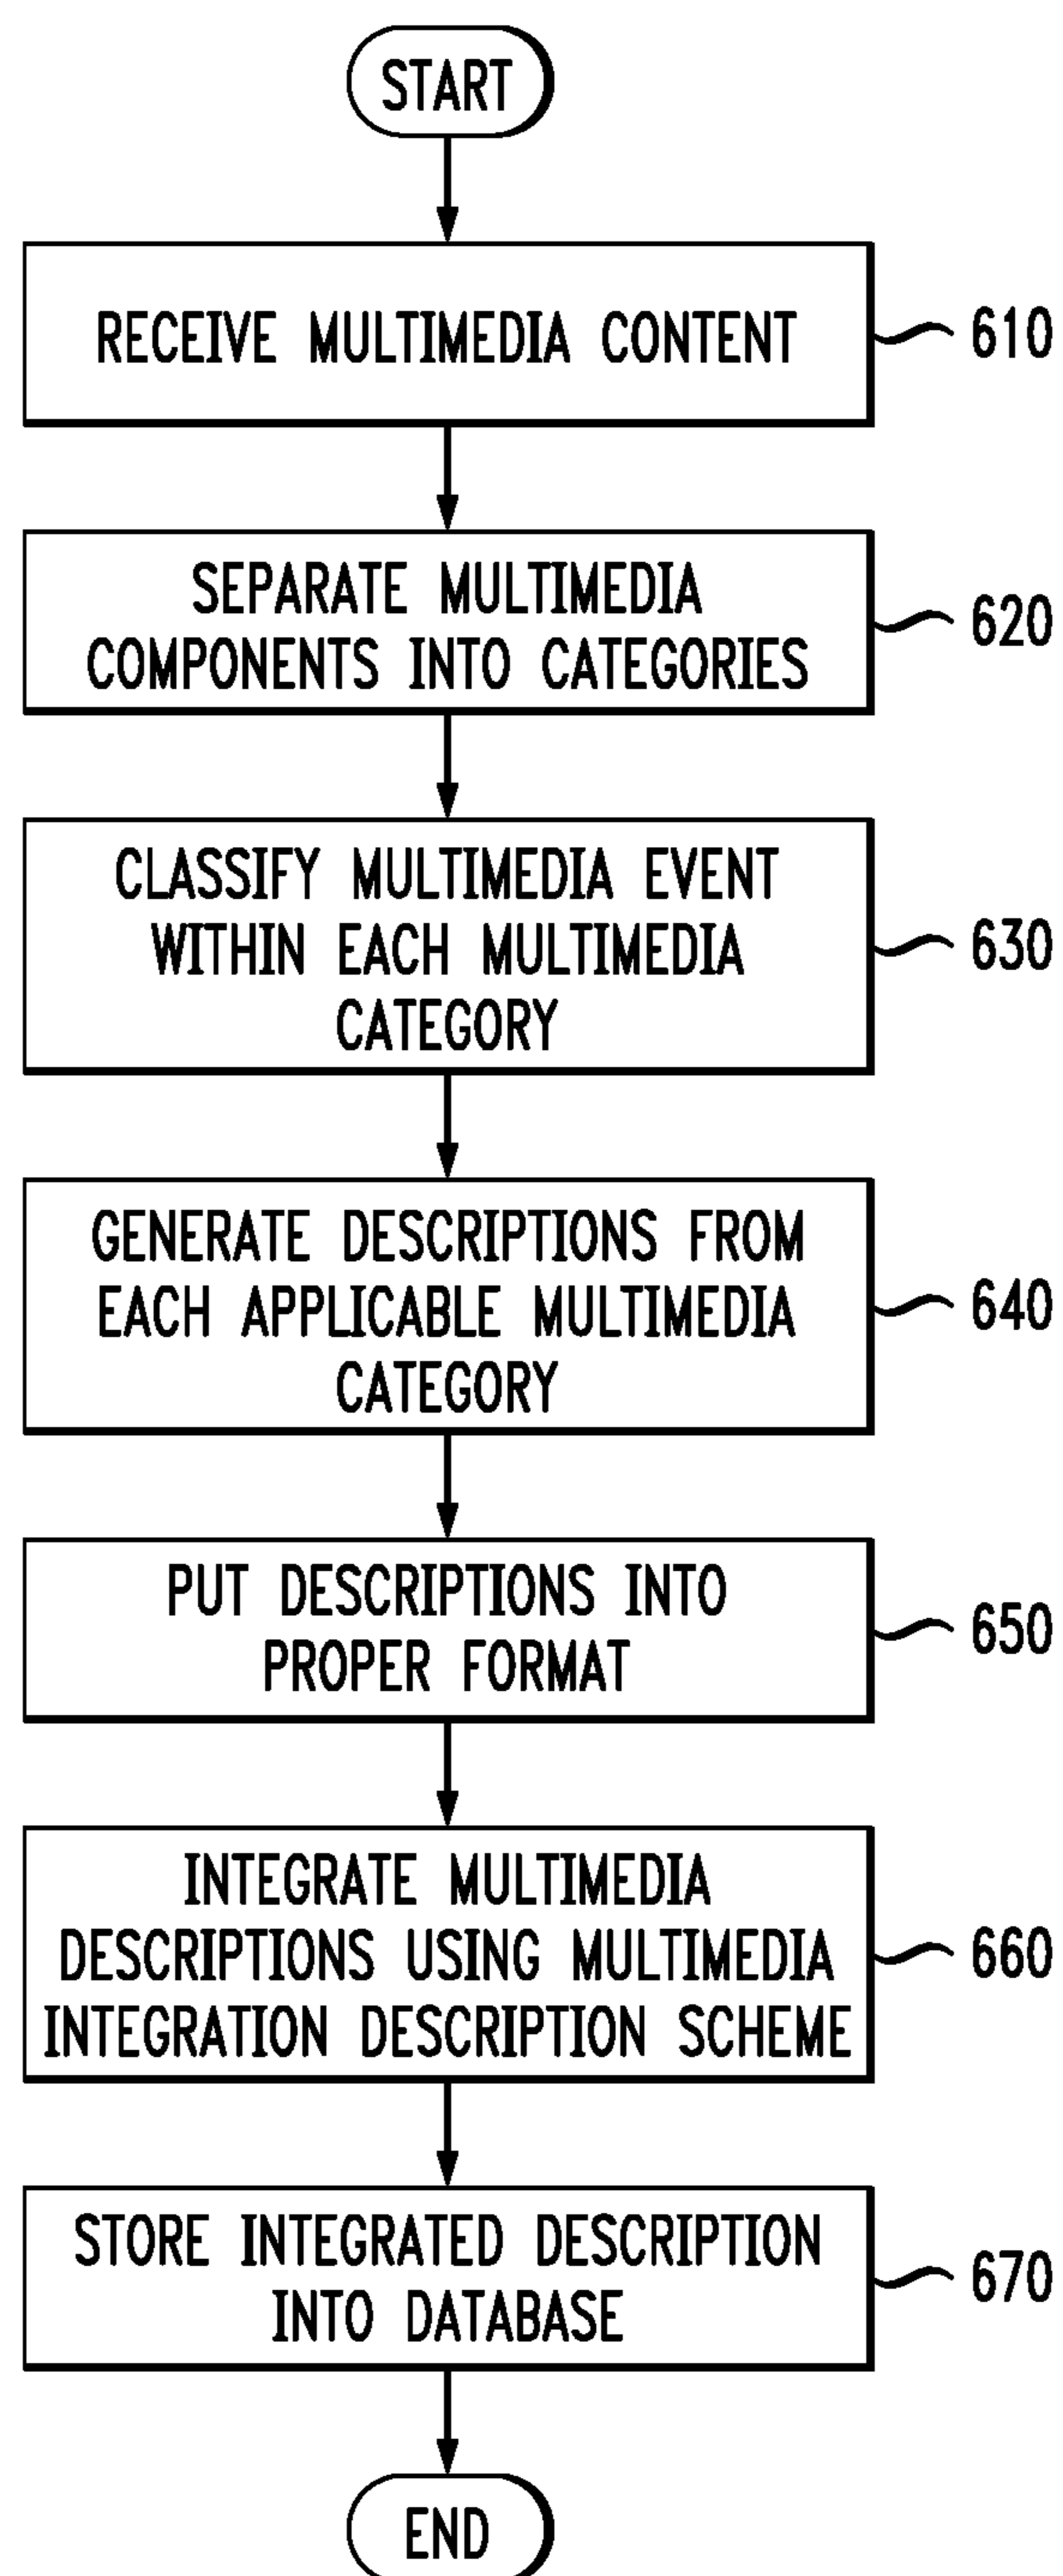 START
RECEIVE MULTIMEDIA CONTENT
610
SEPARATE MULTIMEDIA
COMPONENTS INTO CATEGORIES
620
CLASSIFY MULTIMEDIA EVENT
WITHIN EACH MULTIMEDIA
CATEGORY
630
GENERATE DESCRIPTIONS FROM
EACH APPLICABLE MULTIMEDIA
CATEGORY
640
PUT DESCRIPTIONS INTO
PROPER FORMAT
650
INTEGRATE MULTIMEDIA
DESCRIPTIONS USING MULTIMEDIA
INTEGRATION DESCRIPTION SCHEME
660
STORE INTEGRATED DESCRIPTION
INTO DATABASE
670
END